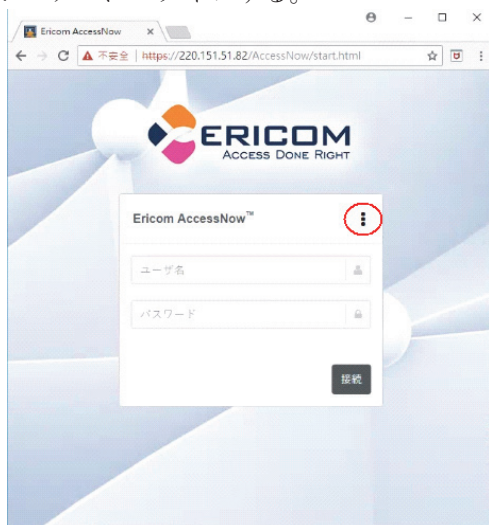 Ericom AccessNow
不安全 | https://220.151.51.82/AccessNow/start.html
ERICOM
ACCESS DONE RIGHT
Ericom AccessNow™
ユーザ名
パスワード
接続